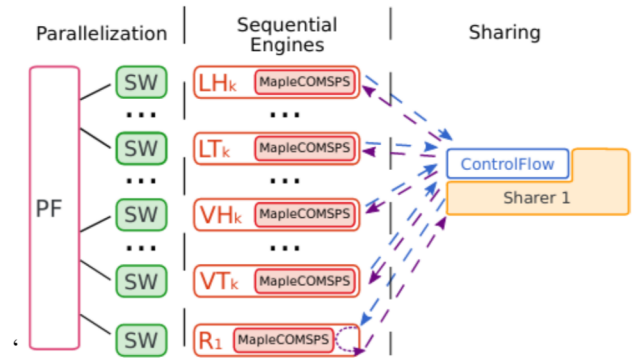 Parallelization
Sequential
Engines
Sharing
PF
SW
LHk
MapleCOMSPS
...
...
SW
LTk
MapleCOMSPS
...
...
SW
VHk
MapleCOMSPS
...
...
SW
VTk
MapleCOMSPS
SW
R1
MapleCOMSPS
ControlFlow
Sharer 1
‘